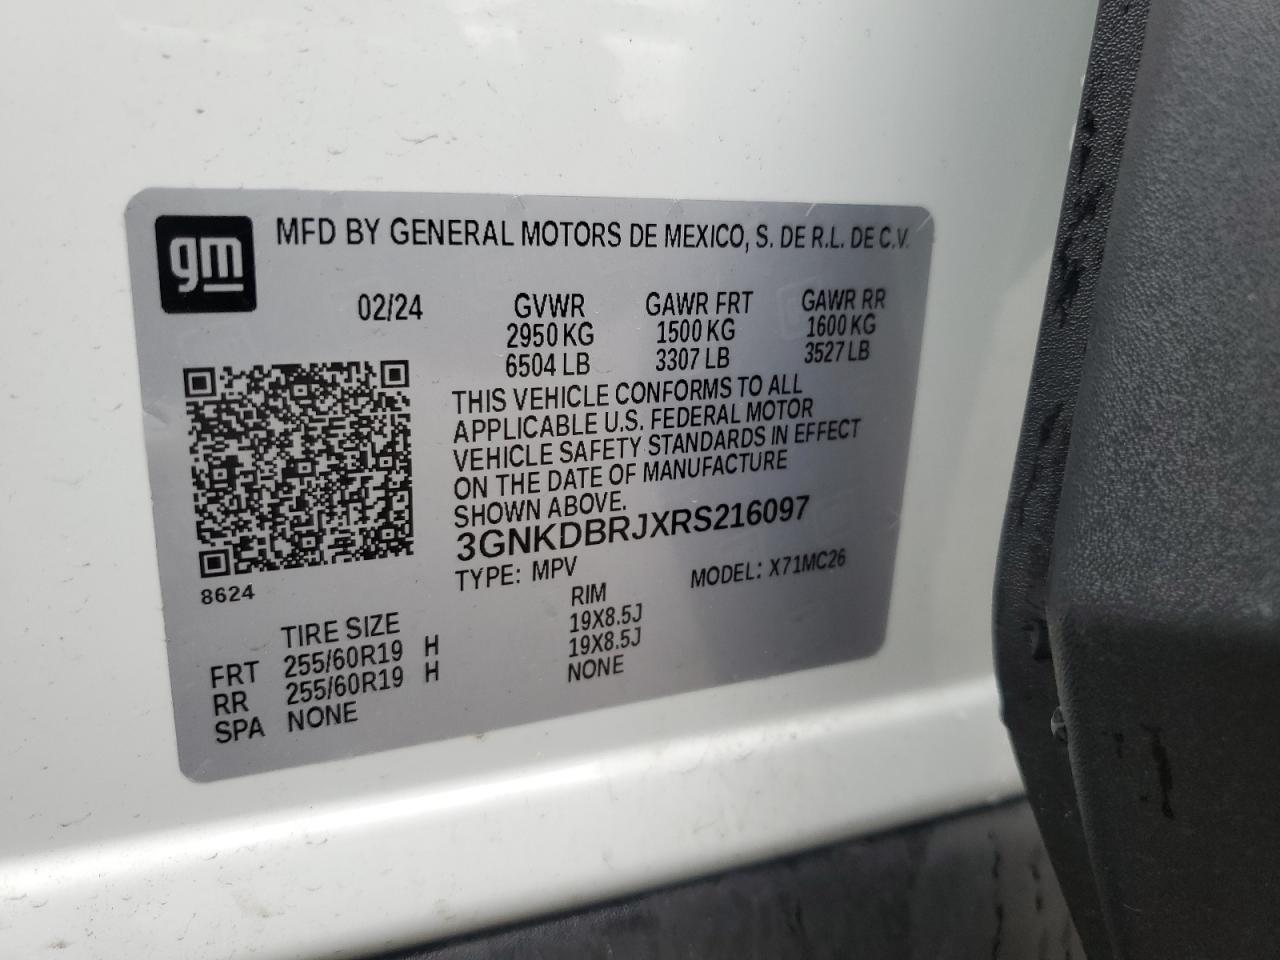 gm
MFD BY GENERAL MOTORS DE MEXICO, S. DE R.L. DE C.V.
02/24 GVWR GAWR FRT GAWR RR
2950 KG 1500 KG 1600 KG
6504 LB 3307 LB 3527 LB
THIS VEHICLE CONFORMS TO ALL
APPLICABLE U.S. FEDERAL MOTOR
VEHICLE SAFETY STANDARDS IN EFFECT
ON THE DATE OF MANUFACTURE
SHOWN ABOVE.
3GNKDBRJXRS216097
TYPE: MPV MODEL: X71MC26
8624
TIRE SIZE RIM
FRT 255/60R19 H 19X8.5J
RR 255/60R19 H 19X8.5J
SPA NONE NONE